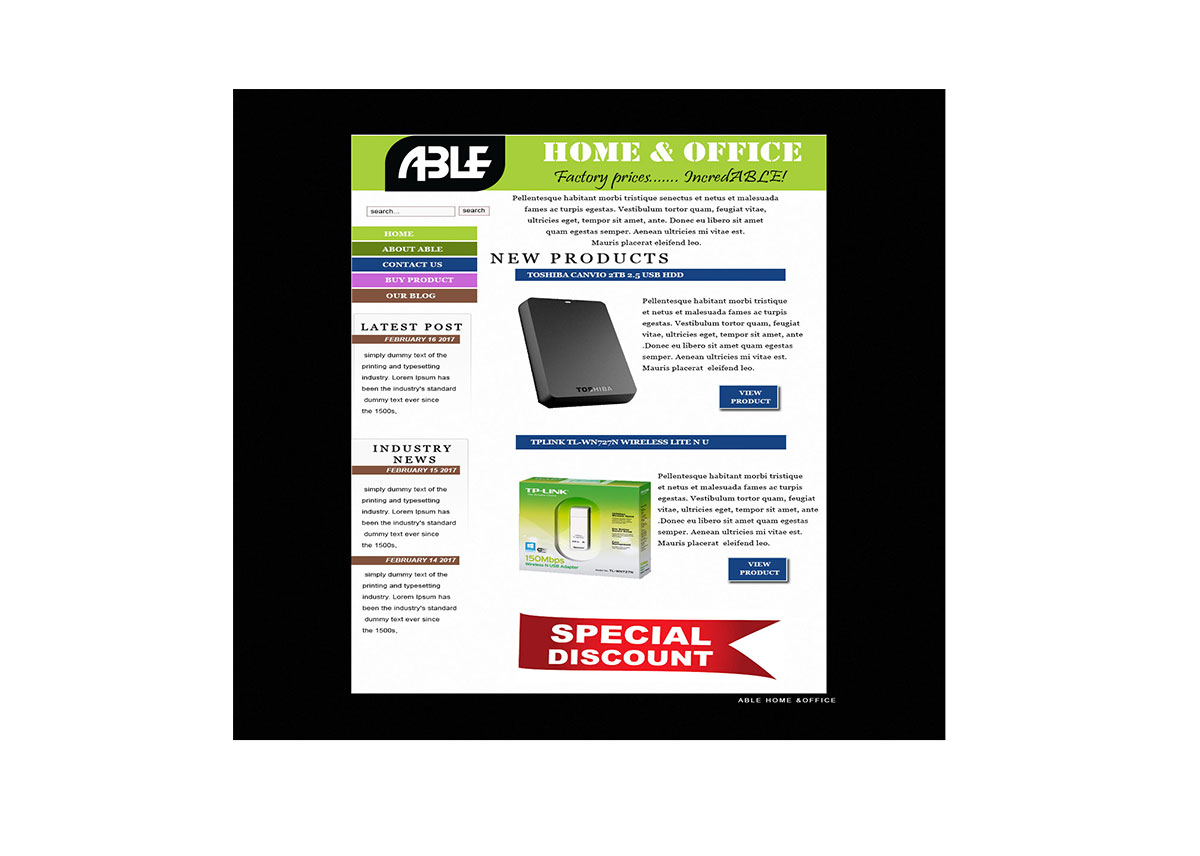 ABLE
HOME & OFFICE
Factory prices....... IncredABLE!
search...
search
HOME
ABOUT ABLE
CONTACT US
BUY PRODUCT
OUR BLOG
LATEST POST
FEBRUARY 16 2017
simply dummy text of the
printing and typesetting
industry. Lorem Ipsum has
been the industry's standard
dummy text ever since
the 1500s,
INDUSTRY
NEWS
FEBRUARY 15 2017
simply dummy text of the
printing and typesetting
industry. Lorem Ipsum has
been the industry's standard
dummy text ever since
the 1500s,
FEBRUARY 14 2017
simply dummy text of the
printing and typesetting
industry. Lorem Ipsum has
been the industry's standard
dummy text ever since
the 1500s,
Pellentesque habitant morbi tristique senectus et netus et malesuada
fames ac turpis egestas. Vestibulum tortor quam, feugiat vitae,
ultricies eget, tempor sit amet, ante. Donec eu libero sit amet
quam egestas semper. Aenean ultricies mi vitae est.
Mauris placerat eleifend leo.
NEW PRODUCTS
TOSHIBA CANVIO 2TB 2.5 USB HDD
TOSHIBA
Pellentesque habitant morbi tristique
et netus et malesuada fames ac turpis
egestas. Vestibulum tortor quam, feugiat
vitae, ultricies eget, tempor sit amet, ante
.Donec eu libero sit amet quam egestas
semper. Aenean ultricies mi vitae est.
Mauris placerat eleifend leo.
VIEW
PRODUCT
TPLINK TL-WN727N WIRELESS LITE N U
TP-LINK
150Mbps
Wireless N USB Adapter
TL-WN727N
Pellentesque habitant morbi tristique
et netus et malesuada fames ac turpis
egestas. Vestibulum tortor quam, feugiat
vitae, ultricies eget, tempor sit amet, ante
.Donec eu libero sit amet quam egestas
semper. Aenean ultricies mi vitae est.
Mauris placerat eleifend leo.
VIEW
PRODUCT
SPECIAL
DISCOUNT
ABLE HOME &OFFICE